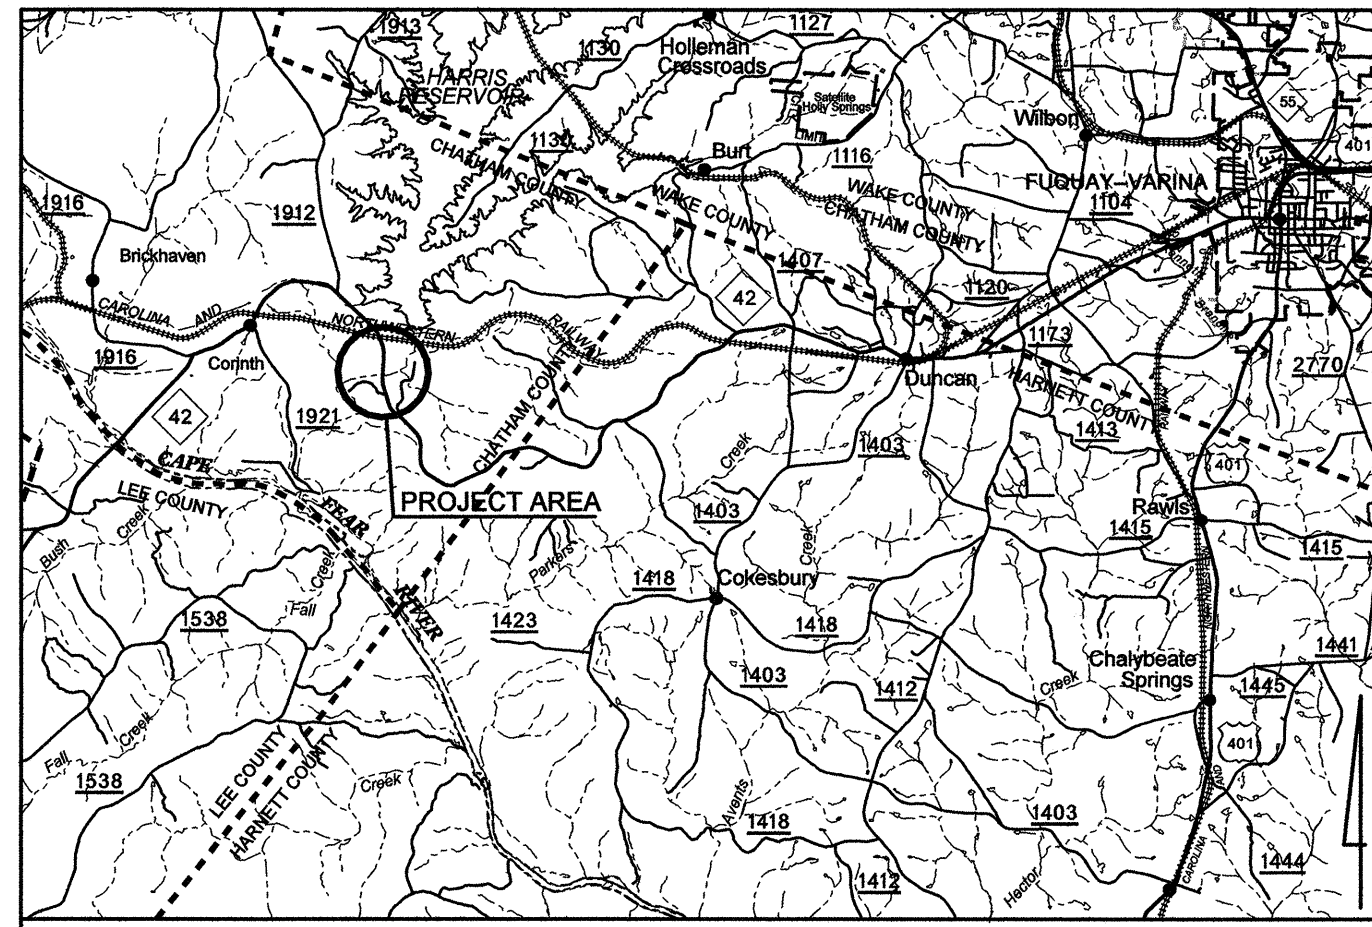 1913
1127
1130
Holleman
Crossroads
HARRIS
RESERVOIR
Satellite
Holly Springs
CITY
LIMIT
55
401
Wilbon
1130
Burt
1116
CHATHAM COUNTY
WAKE COUNTY
WAKE COUNTY
CHATHAM COUNTY
FUQUAY-VARINA
1104
1916
1912
Brickhaven
1407
42
1120
CAROLINA AND NORTHWESTERN RAILWAY
1173
1916
Corinth
Duncan
2770
HARNETT COUNTY
CHATHAM COUNTY
42
1921
1413
1403
Creek
401
CAPE FEAR RIVER
LEE COUNTY
PROJECT AREA
1403
Rawls
1415
1415
Bush Creek
Creek
Parkers
Creek
1418
Cokesbury
Fall
1538
1423
1418
1441
Chalybeate
Springs
1403
1412
Creek
1445
401
Fall Creek
1538
LEE COUNTY
HARNETT COUNTY
Creek
Avents
1418
1403
AND
CAROLINA
1444
1412
Hector